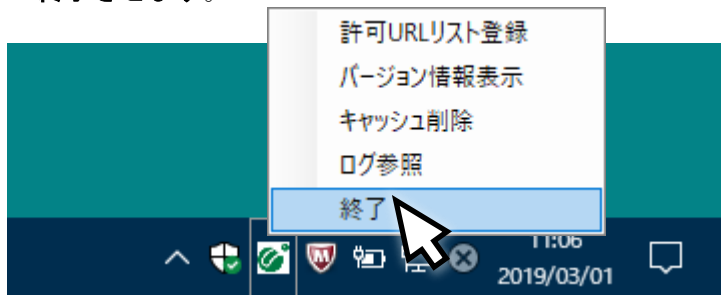 許可URLリスト登録
バージョン情報表示
キャッシュ削除
ログ参照
終了
11:06
2019/03/01